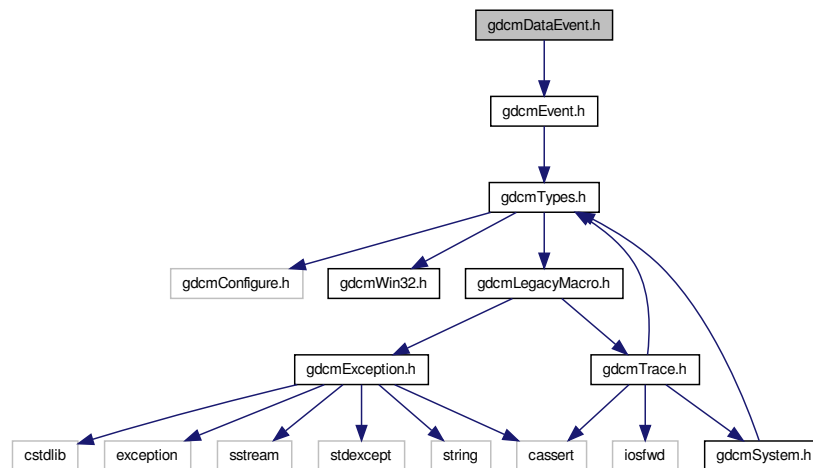 gdcmDataEvent.h
gdcmEvent.h
gdcmTypes.h
gdcmConfigure.h
gdcmWin32.h
gdcmLegacyMacro.h
gdcmException.h
gdcmTrace.h
cstdlib
exception
sstream
stdexcept
string
cassert
iosfwd
gdcmSystem.h